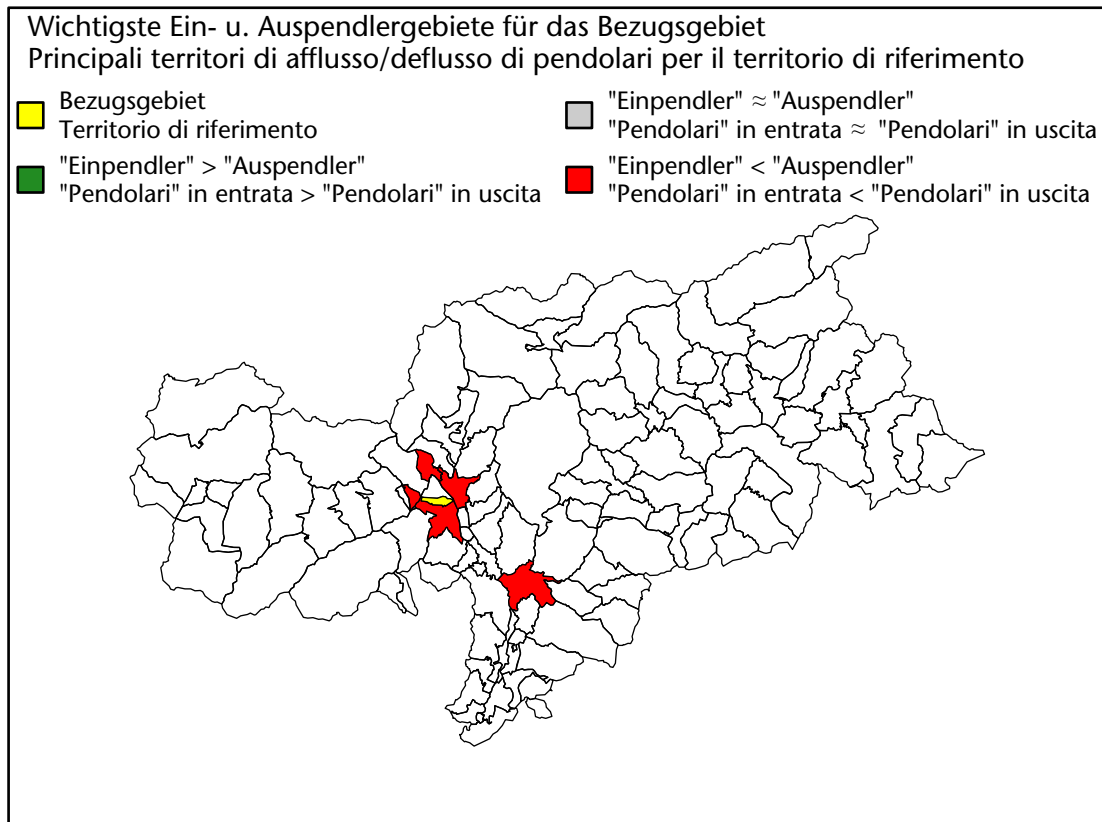 Wichtigste Ein- u. Auspendlergebiete für das Bezugsgebiet
Principali territori di afflusso/deflusso di pendolari per il territorio di riferimento
Bezugsgebiet
Territorio di riferimento
"Einpendler" > "Auspendler"
"Pendolari" in entrata > "Pendolari" in uscita
"Einpendler" ≈ "Auspendler"
"Pendolari" in entrata ≈ "Pendolari" in uscita
"Einpendler" < "Auspendler"
"Pendolari" in entrata < "Pendolari" in uscita